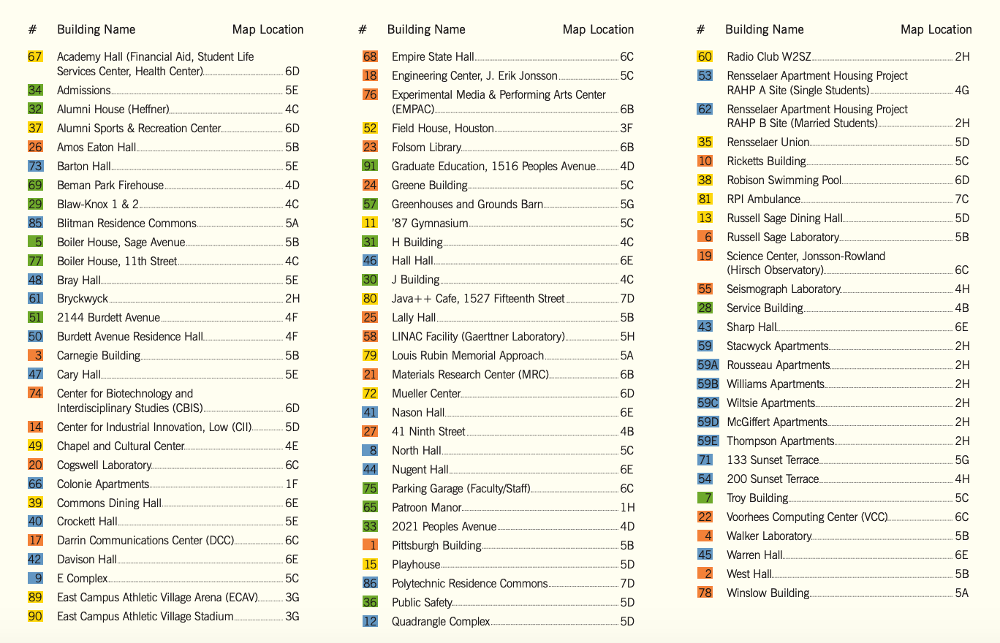 # Building Name Map Location
67 Academy Hall (Financial Aid, Student Life
Services Center, Health Center) 6D
34 Admissions 5E
32 Alumni House (Heffner) 4C
37 Alumni Sports & Recreation Center 6D
26 Amos Eaton Hall 5B
73 Barton Hall 5E
69 Beman Park Firehouse 4D
29 Blaw-Knox 1 & 2 4C
85 Blitman Residence Commons 5A
5 Boiler House, Sage Avenue 5B
77 Boiler House, 11th Street 4C
48 Bray Hall 5E
61 Bryckwyck 2H
51 2144 Burdett Avenue 4F
50 Burdett Avenue Residence Hall 4F
3 Carnegie Building 5B
47 Cary Hall 5E
74 Center for Biotechnology and
Interdisciplinary Studies (CBIS) 6D
14 Center for Industrial Innovation, Low (CII) 5D
49 Chapel and Cultural Center 4E
20 Cogswell Laboratory 6C
66 Colonie Apartments 1F
39 Commons Dining Hall 6E
40 Crockett Hall 5E
17 Darrin Communications Center (DCC) 6C
42 Davison Hall 6E
9 E Complex 5C
89 East Campus Athletic Village Arena (ECAV) 3G
90 East Campus Athletic Village Stadium 3G
# Building Name Map Location
68 Empire State Hall 6C
18 Engineering Center, J. Erik Jonsson 5C
76 Experimental Media & Performing Arts Center
(EMPAC) 6B
52 Field House, Houston 3F
23 Folsom Library 6B
91 Graduate Education, 1516 Peoples Avenue 4D
24 Greene Building 5C
57 Greenhouses and Grounds Barn 5G
11 ’87 Gymnasium 5C
31 H Building 4C
46 Hall Hall 6E
30 J Building 4C
80 Java++ Cafe, 1527 Fifteenth Street 7D
25 Lally Hall 5B
58 LINAC Facility (Gaerttner Laboratory) 5H
79 Louis Rubin Memorial Approach 5A
21 Materials Research Center (MRC) 6B
72 Mueller Center 6D
41 Nason Hall 6E
27 41 Ninth Street 4B
8 North Hall 5C
44 Nugent Hall 6E
75 Parking Garage (Faculty/Staff) 6C
65 Patroon Manor 1H
33 2021 Peoples Avenue 4D
1 Pittsburgh Building 5B
15 Playhouse 5D
86 Polytechnic Residence Commons 7D
36 Public Safety 5D
12 Quadrangle Complex 5D
# Building Name Map Location
60 Radio Club W2SZ 2H
53 Rensselaer Apartment Housing Project
RAHP A Site (Single Students) 4G
62 Rensselaer Apartment Housing Project
RAHP B Site (Married Students) 2H
35 Rensselaer Union 5D
10 Ricketts Building 5C
38 Robison Swimming Pool 6D
81 RPI Ambulance 7C
13 Russell Sage Dining Hall 5D
6 Russell Sage Laboratory 5B
19 Science Center, Jonsson-Rowland
(Hirsch Observatory) 6C
55 Seismograph Laboratory 4H
28 Service Building 4B
43 Sharp Hall 6E
59 Stacwyck Apartments 2H
59A Rousseau Apartments 2H
59B Williams Apartments 2H
59C Wiltsie Apartments 2H
59D McGiffert Apartments 2H
59E Thompson Apartments 2H
71 133 Sunset Terrace 5G
54 200 Sunset Terrace 4H
7 Troy Building 5C
22 Voorhees Computing Center (VCC) 6C
4 Walker Laboratory 5B
45 Warren Hall 6E
2 West Hall 5B
78 Winslow Building 5A